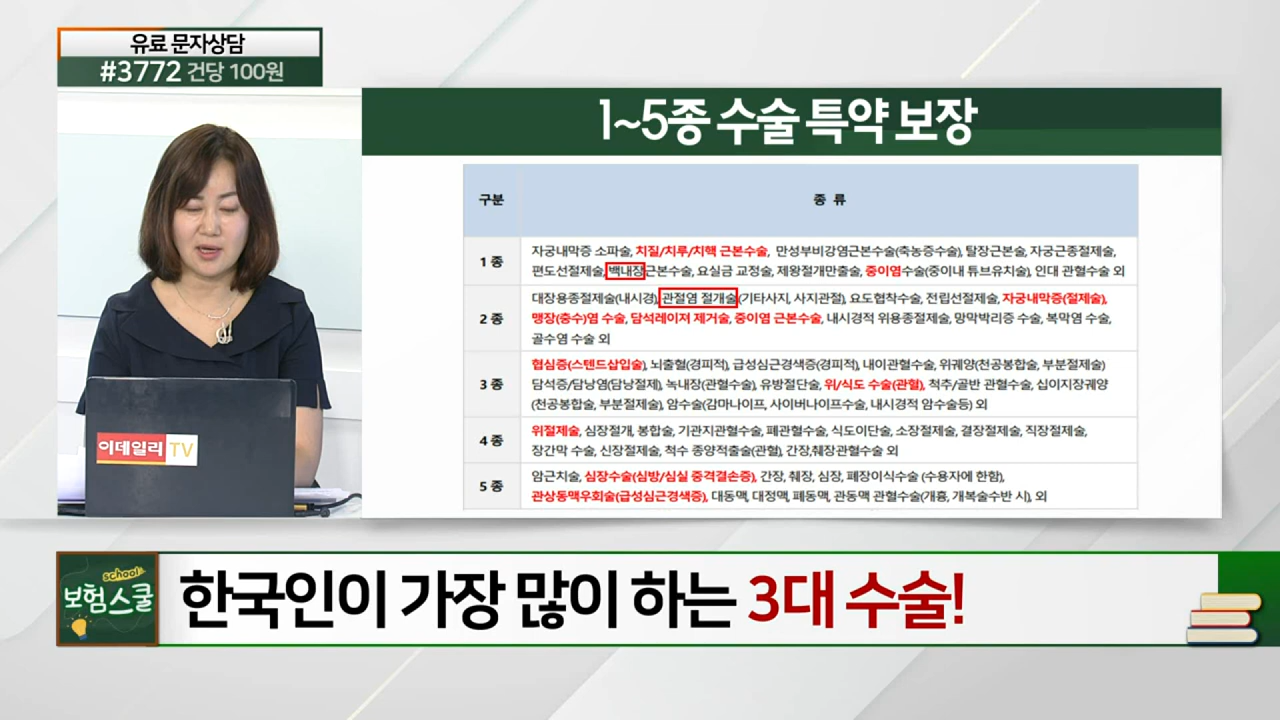 유료 문자상담
#3772 건당 100원
1~5종 수술 특약 보장
구분
종 류
1 종
자궁내막증 소파술, 치질/치루/치핵 근본수술, 만성부비강염근본수술(축농증수술), 탈장근본술, 자궁근종절제술,
편도선절제술, 백내장근본수술, 요실금 교정술, 제왕절개만출술, 중이염수술(중이내 튜브유치술), 인대 관혈수술 외
2 종
대장용종절제술(내시경), 관절염 절개술(기타사지, 사지관절), 요도협착수술, 전립선절제술, 자궁내막증(절제술),
맹장(충수)염 수술, 담석레이저 제거술, 중이염 근본수술, 내시경적 위용종절제술, 망막박리증 수술, 복막염 수술,
골수염 수술 외
3 종
협심증(스텐드삽입술), 뇌출혈(경피적), 급성심근경색증(경피적), 내이관혈수술, 위궤양(천공봉합술, 부분절제술)
담석증/담낭염(담낭절제), 녹내장(관혈수술), 유방절단술, 위/식도 수술(관혈), 척추/골반 관혈수술, 십이지장궤양
(천공봉합술, 부분절제술), 암수술(감마나이프, 사이버나이프수술, 내시경적 암수술등) 외
4 종
위절제술, 심장절개, 봉합술, 기관지관혈수술, 폐관혈수술, 식도이단술, 소장절제술, 결장절제술, 직장절제술,
장간막 수술, 신장절제술, 척수 종양적출술(관혈), 간장,췌장관혈수술 외
5 종
암근치술, 심장수술(심방/심실 중격결손증), 간장, 췌장, 심장, 폐장이식수술 (수용자에 한함),
관상동맥우회술(급성심근경색증), 대동맥, 대정맥, 폐동맥, 관동맥 관혈수술(개흉, 개복술수반 시), 외
이데일리 TV
school
보험스쿨
한국인이 가장 많이 하는 3대 수술!